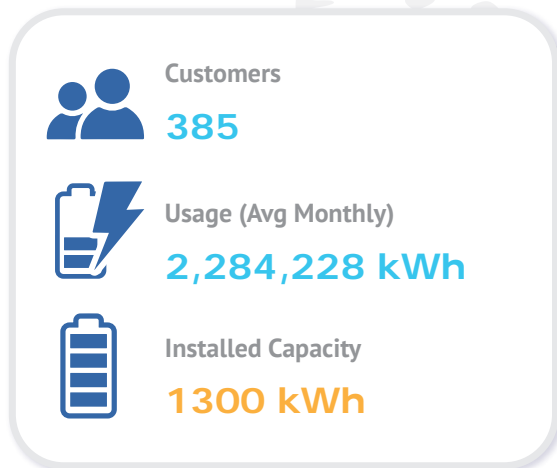 Customers
385
Usage (Avg Monthly)
2,284,228 kWh
Installed Capacity
1300 kWh